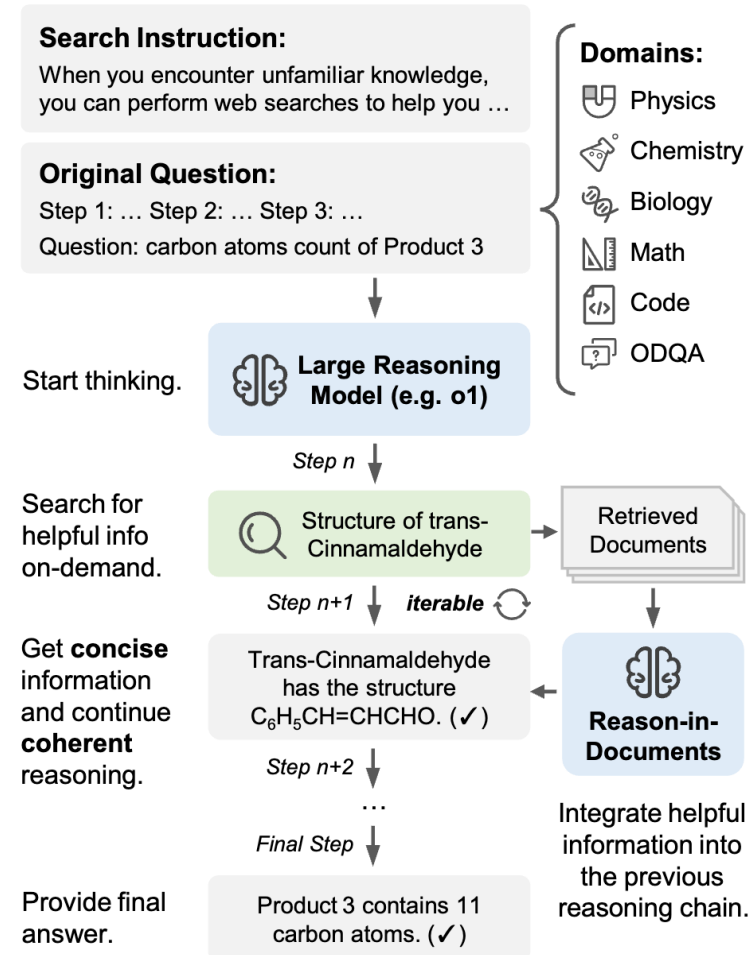 Search Instruction:
When you encounter unfamiliar knowledge,
you can perform web searches to help you …
Original Question:
Step 1: … Step 2: … Step 3: …
Question: carbon atoms count of Product 3
Domains:
Physics
Chemistry
Biology
Math
Code
ODQA
Start thinking.
Large Reasoning
Model (e.g. o1)
Step n
Search for
helpful info
on-demand.
Structure of trans-
Cinnamaldehyde
Retrieved
Documents
Step n+1
iterable
Get concise
information
and continue
coherent
reasoning.
Trans-Cinnamaldehyde
has the structure
C₆H₅CH=CHCHO. (✓)
Reason-in-
Documents
Step n+2
…
Integrate helpful
information into
the previous
reasoning chain.
Final Step
Provide final
answer.
Product 3 contains 11
carbon atoms. (✓)